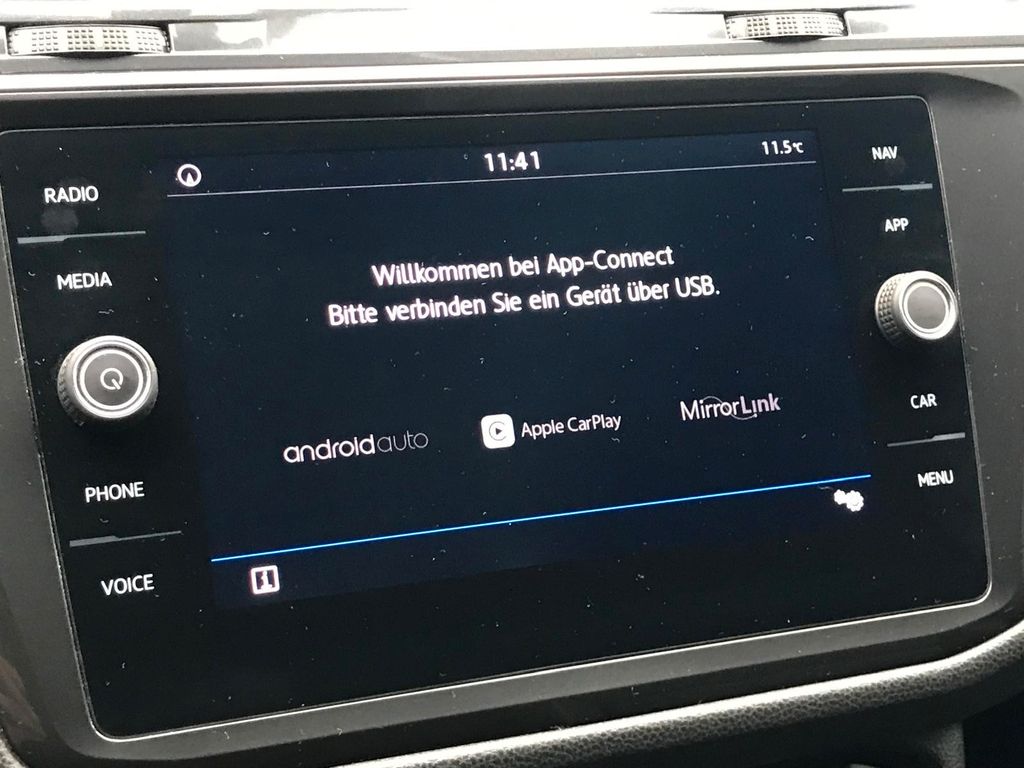 11:41
11.5°C
RADIO
MEDIA
PHONE
VOICE
Willkommen bei App-Connect
Bitte verbinden Sie ein Gerät über USB.
androidauto
Apple CarPlay
MirrorLink
NAV
APP
CAR
MENU